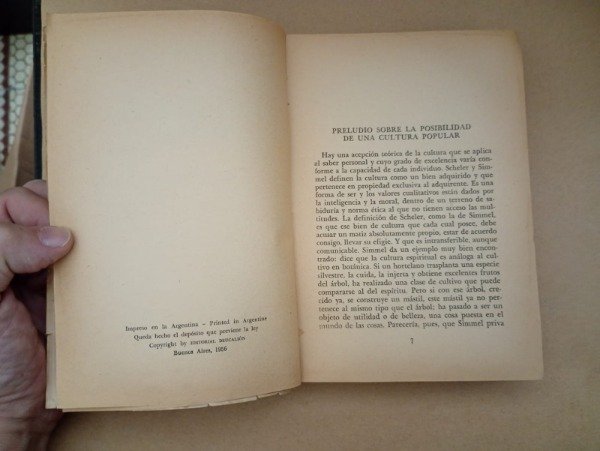 Impreso en la Argentina - Printed in Argentine
Queda hecho el depósito que previene la ley
Copyright by EDITORIAL DEUCALIÓN
Buenos Aires, 1956
PRELUDIO SOBRE LA POSIBILIDAD
DE UNA CULTURA POPULAR
Hay una acepción teórica de la cultura que se aplica
al saber personal y cuyo grado de excelencia varía conforme
a la capacidad de cada individuo. Scheler y Sim-
mel definen la cultura como un bien adquirido y que
pertenece en propiedad exclusiva al adquirente. Es una
forma de ser y los valores cualitativos están dados por
la inteligencia y la moral, dentro de un terreno de sa-
biduría y norma ética al que no tienen acceso las mul-
titudes. La definición de Scheler, como la de Simmel,
es que ese bien de cultura que cada cual posee, debe
acusar un matiz absolutamente propio, estar de acuerdo
consigo, llevar su efigie. Y que es instransferible, aunque
comunicable. Simmel da un ejemplo muy bien encon-
trado: dice que la cultura espiritual es análoga al cul-
tivo en botánica. Si un hortelano trasplanta una especie
silvestre, la cuida, la injerta y obtiene excelentes frutos
del árbol, ha realizado una clase de cultivo que puede
compararse al del espíritu. Pero si con ese árbol, cre-
cido ya, se construye un mástil, este mástil ya no per-
tenece al mismo tipo que el árbol; ha pasado a ser un
objeto de utilidad o de belleza, una cosa puesta en el
mundo de las cosas. Parecería, pues, que Simmel priva
7